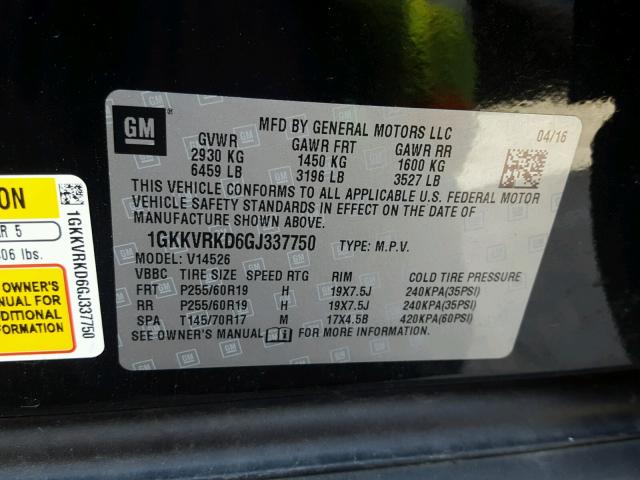 GM
MFD BY GENERAL MOTORS LLC
04/16
GVWR GAWR FRT GAWR RR
2930 KG 1450 KG 1600 KG
6459 LB 3196 LB 3527 LB
THIS VEHICLE CONFORMS TO ALL APPLICABLE U.S. FEDERAL MOTOR
VEHICLE SAFETY STANDARDS IN EFFECT ON THE DATE OF
MANUFACTURE SHOWN ABOVE.
1GKKVRKD6GJ337750 TYPE: M.P.V.
MODEL: V14526
VBBC TIRE SIZE SPEED RTG RIM COLD TIRE PRESSURE
FRT P255/60R19 H 19X7.5J 240KPA(35PSI)
RR P255/60R19 H 19X7.5J 240KPA(35PSI)
SPA T145/70R17 M 17X4.5B 420KPA(60PSI)
SEE OWNER'S MANUAL FOR MORE INFORMATION
ON
R 5
06 lbs.
OWNER'S
MANUAL FOR
ADDITIONAL
1GKKVRKD6GJ337750